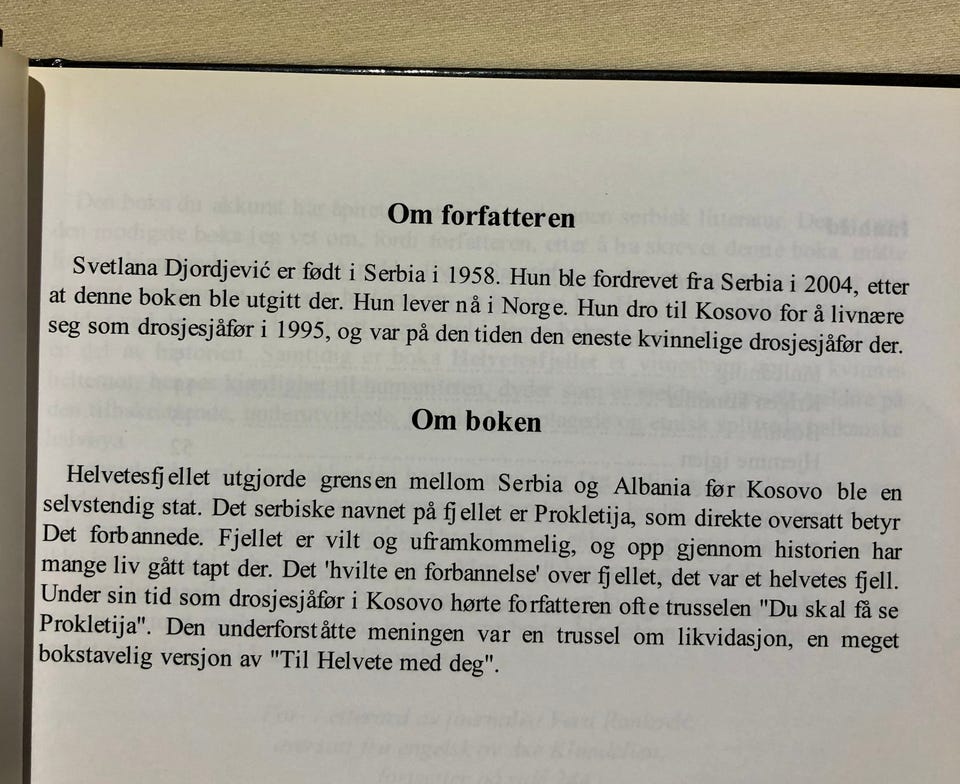 Om forfatteren
Svetlana Djordjević er født i Serbia i 1958. Hun ble fordrevet fra Serbia i 2004, etter
at denne boken ble utgitt der. Hun lever nå i Norge. Hun dro til Kosovo for å livnære
seg som drosjesjåfør i 1995, og var på den tiden den eneste kvinnelige drosjesjåfør der.
Om boken
Helvetesfjellet utgjorde grensen mellom Serbia og Albania før Kosovo ble en
selvstendig stat. Det serbiske navnet på fjellet er Prokletija, som direkte oversatt betyr
Det forbannede. Fjellet er vilt og uframkommelig, og opp gjennom historien har
mange liv gått tapt der. Det 'hvilte en forbannelse' over fjellet, det var et helvetes fjell.
Under sin tid som drosjesjåfør i Kosovo hørte forfatteren ofte trusselen "Du skal få se
Prokletija". Den underforståtte meningen var en trussel om likvidasjon, en meget
bokstavelig versjon av "Til Helvete med deg".